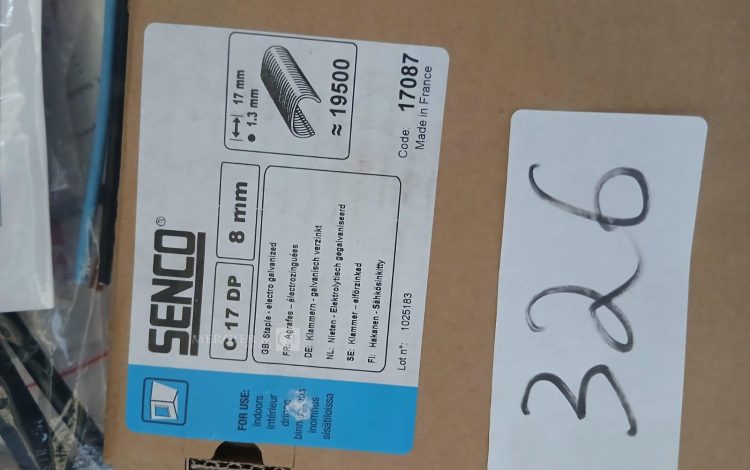 SENCO®
C 17 DP
8 mm
17 mm
1.3 mm
≈ 19500
GB: Staple - electro galvanized
FR: Agrafes - électrozinguées
DE: Klammern - galvanisch verzinkt
NL: Nieten - Elektrolytisch gegalvaniseerd
SE: Klammer - elförzinkad
FI: Hakanen - Sähkösinkitty
Lot n°: 1025183
Code. 17087
Made in France
FOR USE:
indoors
intérieur
inomhus
sisätiloissa
326